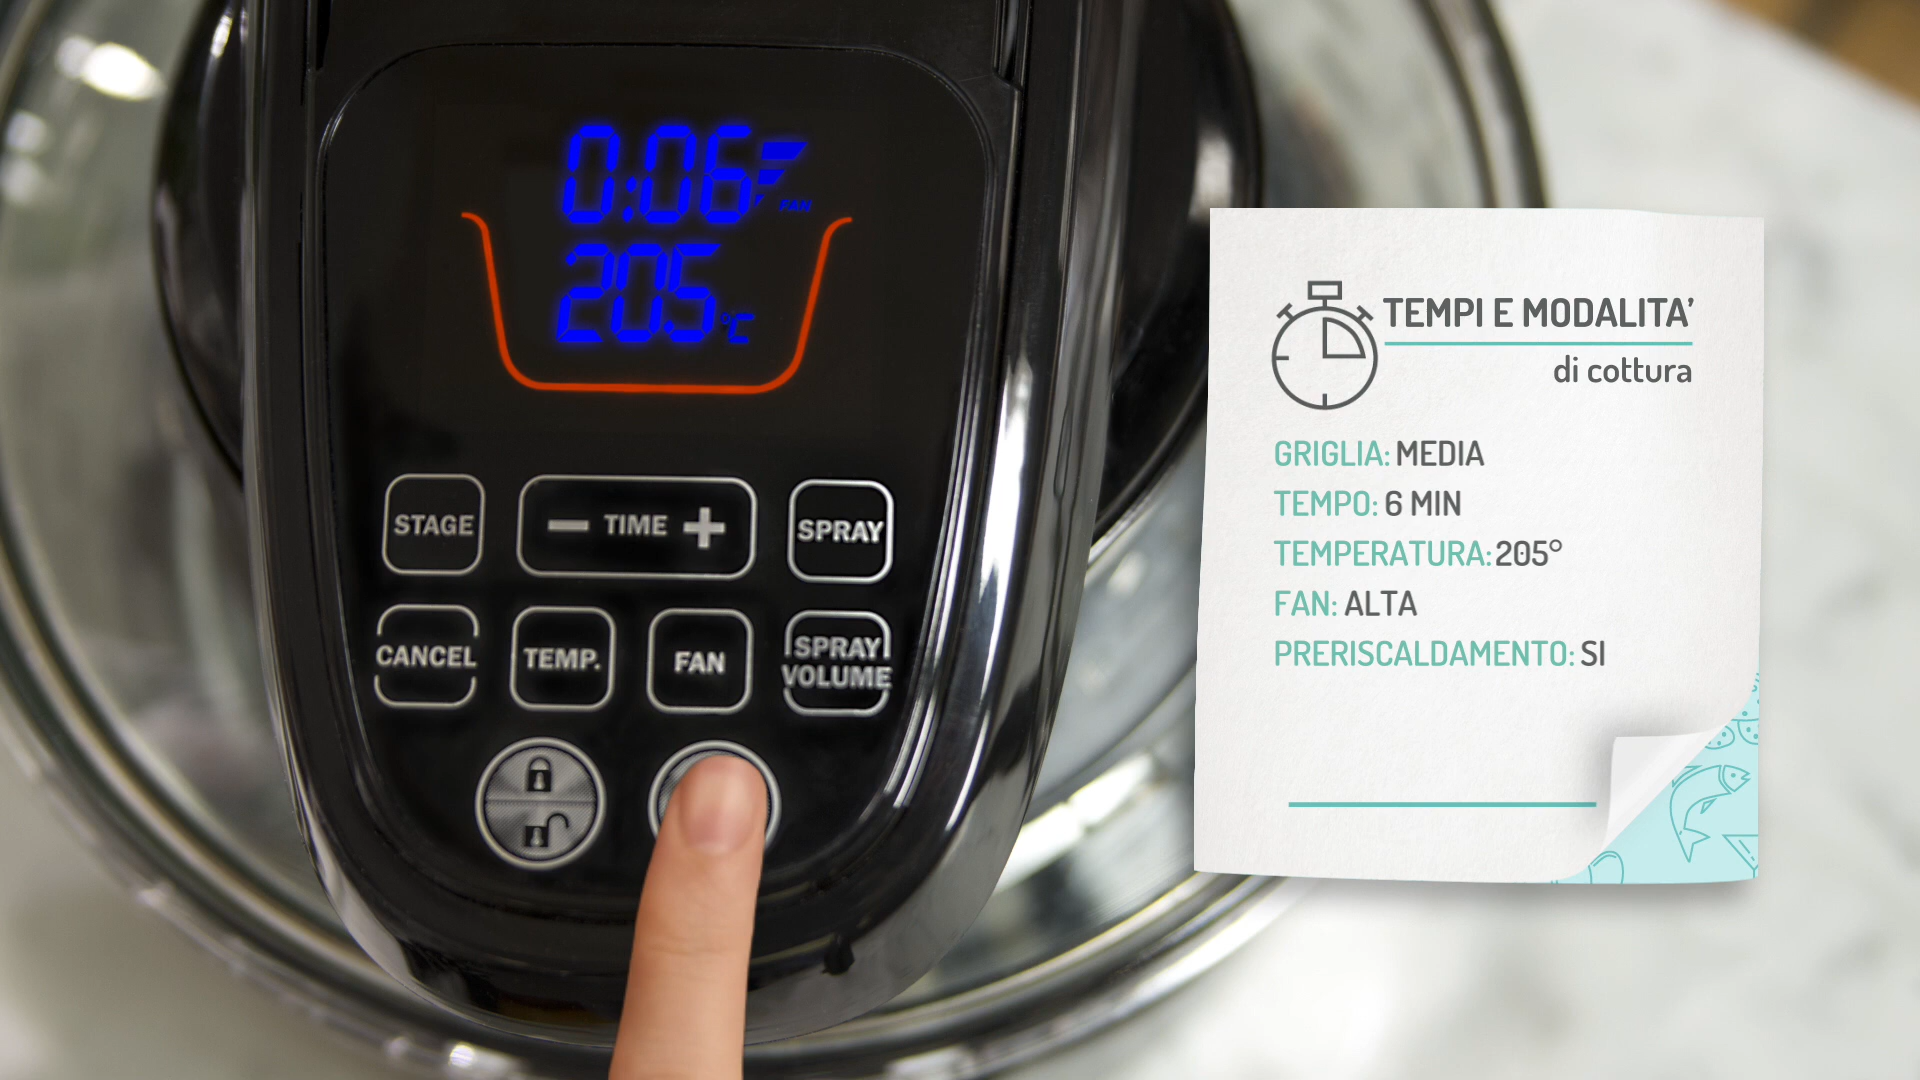 0:06
FAN
205
°C
STAGE
TIME
SPRAY
CANCEL
TEMP.
FAN
SPRAY
VOLUME
TEMPI E MODALITA'
di cottura
GRIGLIA: MEDIA
TEMPO: 6 MIN
TEMPERATURA: 205°
FAN: ALTA
PRERISCALDAMENTO: SI